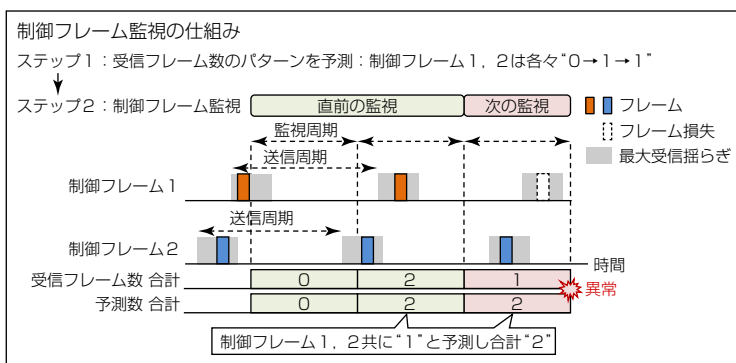 制御フレーム監視の仕組み
ステップ1：受信フレーム数のパターンを予測：制御フレーム1，2は各々“0→1→1”
ステップ2：制御フレーム監視
直前の監視
次の監視
フレーム
フレーム損失
最大受信揺らぎ
監視周期
送信周期
制御フレーム1
送信周期
制御フレーム2
時間
受信フレーム数 合計
0
2
1
異常
予測数 合計
0
2
2
制御フレーム1，2共に“1”と予測し合計“2”